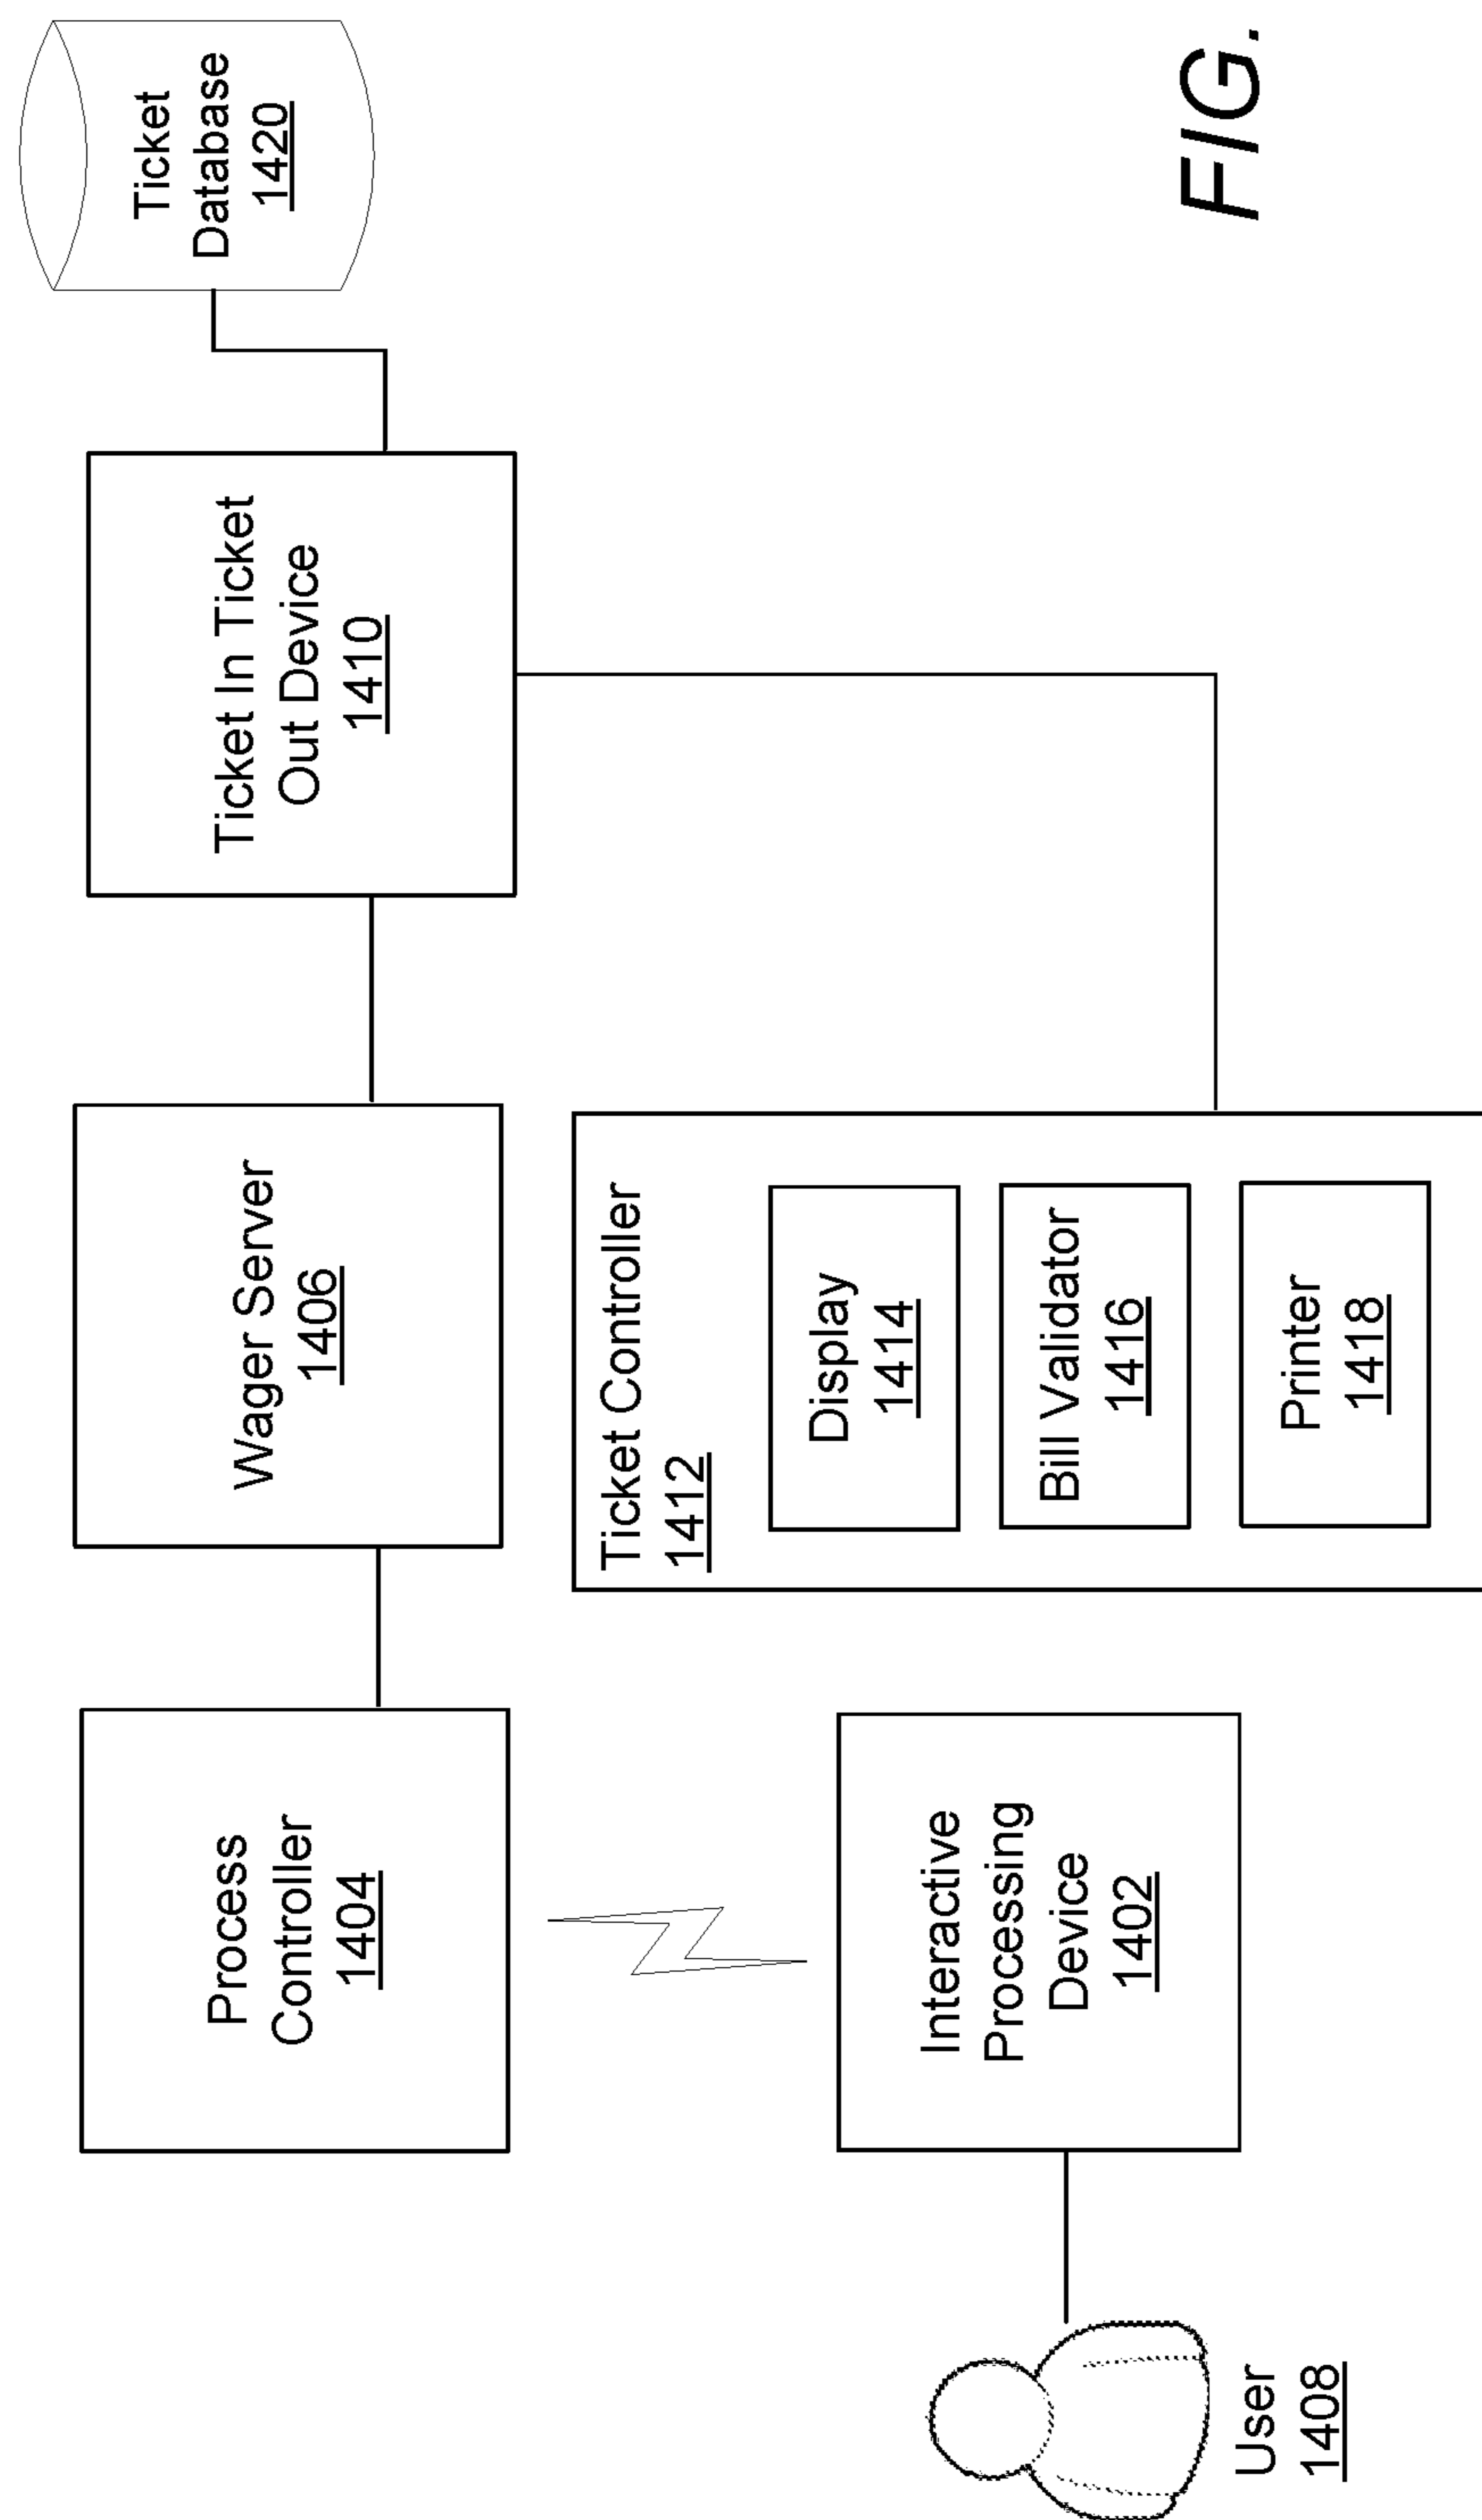 Process
Controller
1404
Wager Server
1406
Ticket In Ticket
Out Device
1410
Ticket
Database
1420
Ticket Controller
1412
Display
1414
Bill Validator
1416
Printer
1418
Interactive
Processing
Device
1402
User
1408
FIG.